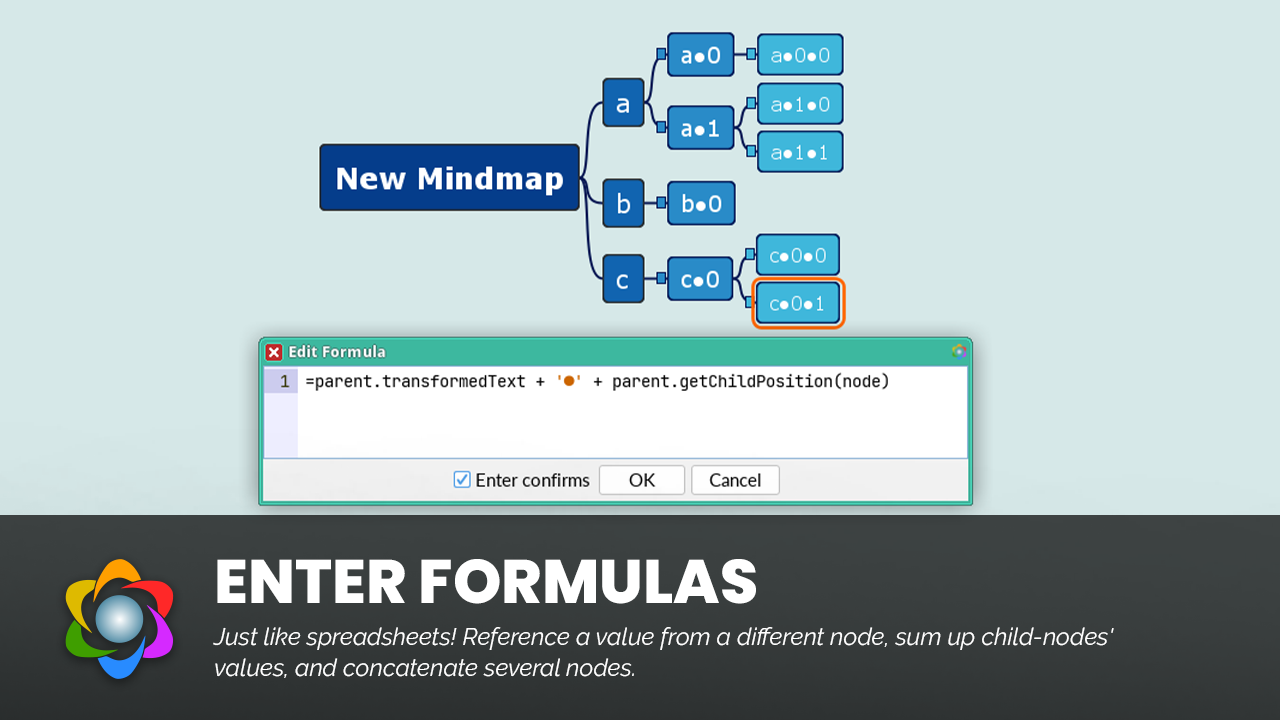 a●0
a●0●0
a
a●1
a●1●0
a●1●1
New Mindmap
b
b●0
c
c●0
c●0●0
c●0●1
Edit Formula
1 =parent.transformedText + '●' + parent.getChildPosition(node)
Enter confirms OK Cancel
ENTER FORMULAS
Just like spreadsheets! Reference a value from a different node, sum up child-nodes'
values, and concatenate several nodes.